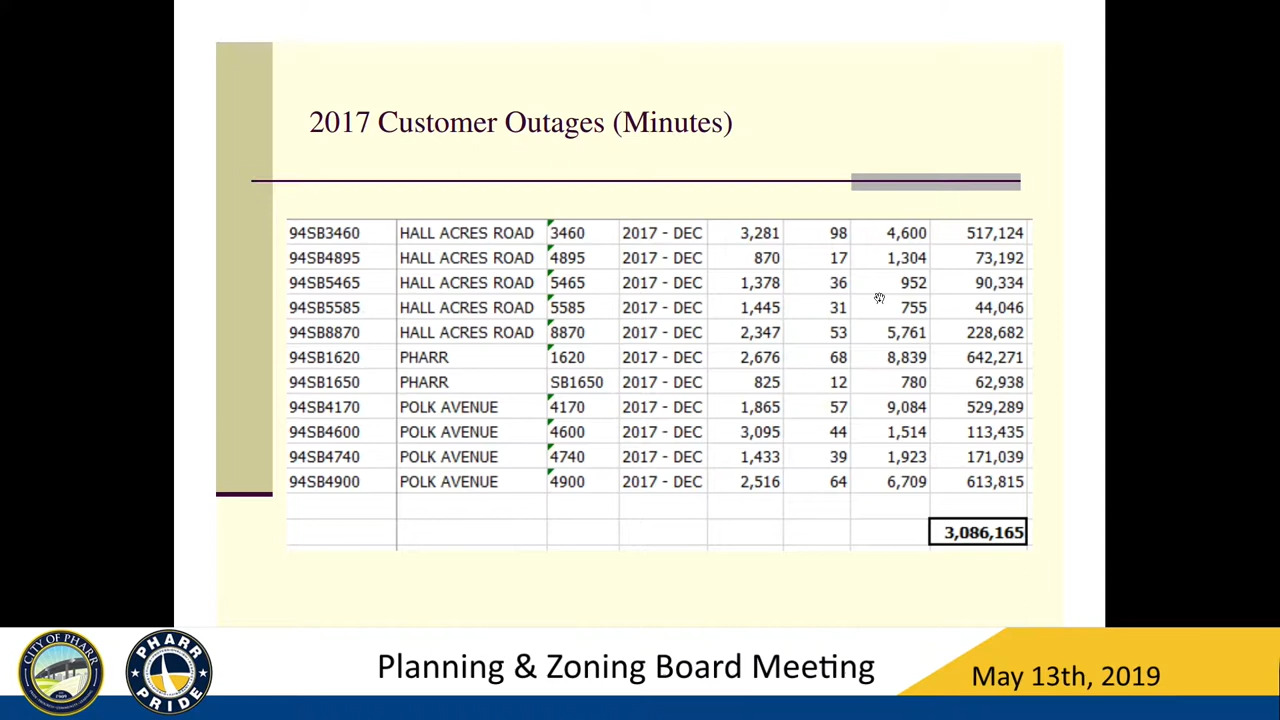 2017 Customer Outages (Minutes)
94SB3460 HALL ACRES ROAD 3460 2017 - DEC 3,281 98 4,600 517,124
94SB4895 HALL ACRES ROAD 4895 2017 - DEC 870 17 1,304 73,192
94SB5465 HALL ACRES ROAD 5465 2017 - DEC 1,378 36 952 90,334
94SB5585 HALL ACRES ROAD 5585 2017 - DEC 1,445 31 755 44,046
94SB8870 HALL ACRES ROAD 8870 2017 - DEC 2,347 53 5,761 228,682
94SB1620 PHARR 1620 2017 - DEC 2,676 68 8,839 642,271
94SB1650 PHARR SB1650 2017 - DEC 825 12 780 62,938
94SB4170 POLK AVENUE 4170 2017 - DEC 1,865 57 9,084 529,289
94SB4600 POLK AVENUE 4600 2017 - DEC 3,095 44 1,514 113,435
94SB4740 POLK AVENUE 4740 2017 - DEC 1,433 39 1,923 171,039
94SB4900 POLK AVENUE 4900 2017 - DEC 2,516 64 6,709 613,815
3,086,165
CITY OF PHARR
PHARR
PRIDE
Planning & Zoning Board Meeting
May 13th, 2019